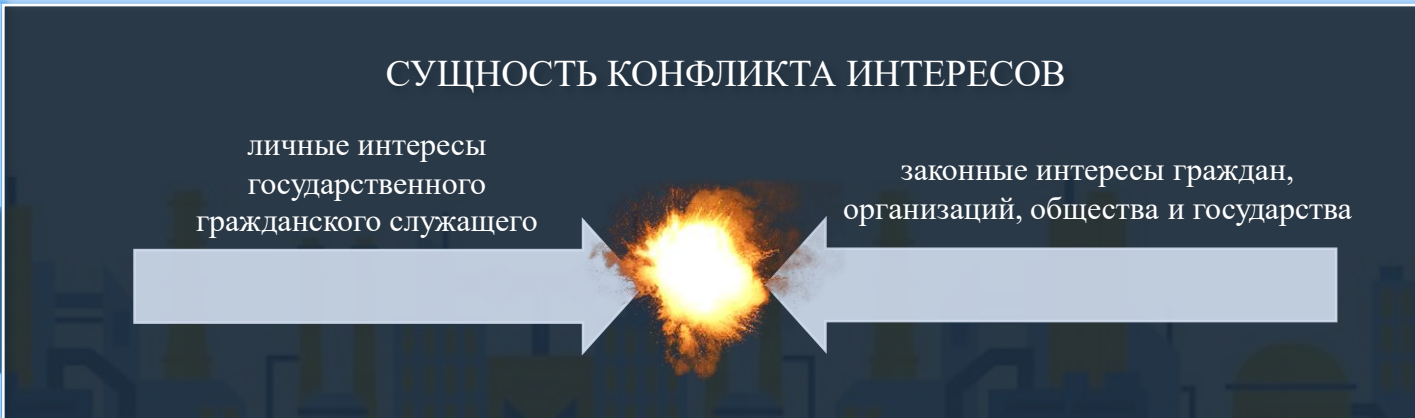 СУЩНОСТЬ КОНФЛИКТА ИНТЕРЕСОВ
личные интересы
государственного
гражданского служащего
законные интересы граждан,
организаций, общества и государства